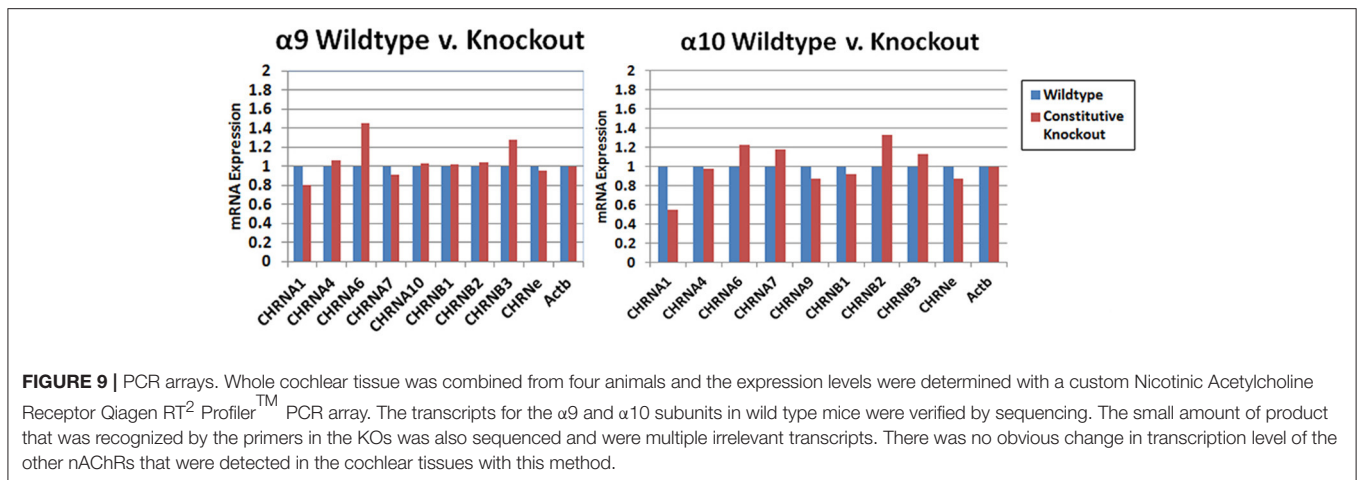 α9 Wildtype v. Knockout
mRNA Expression
2
1.8
1.6
1.4
1.2
1
0.8
0.6
0.4
0.2
0
CHRNA1
CHRNA4
CHRNA6
CHRNA7
CHRNA10
CHRNB1
CHRNB2
CHRNB3
CHRNe
Actb
α10 Wildtype v. Knockout
mRNA Expression
2
1.8
1.6
1.4
1.2
1
0.8
0.6
0.4
0.2
0
CHRNA1
CHRNA4
CHRNA6
CHRNA7
CHRNA9
CHRNB1
CHRNB2
CHRNB3
CHRNe
Actb
Wildtype
Constitutive
Knockout
FIGURE 9 | PCR arrays. Whole cochlear tissue was combined from four animals and the expression levels were determined with a custom Nicotinic Acetylcholine
Receptor Qiagen RT² Profiler™ PCR array. The transcripts for the α9 and α10 subunits in wild type mice were verified by sequencing. The small amount of product
that was recognized by the primers in the KOs was also sequenced and were multiple irrelevant transcripts. There was no obvious change in transcription level of the
other nAChRs that were detected in the cochlear tissues with this method.